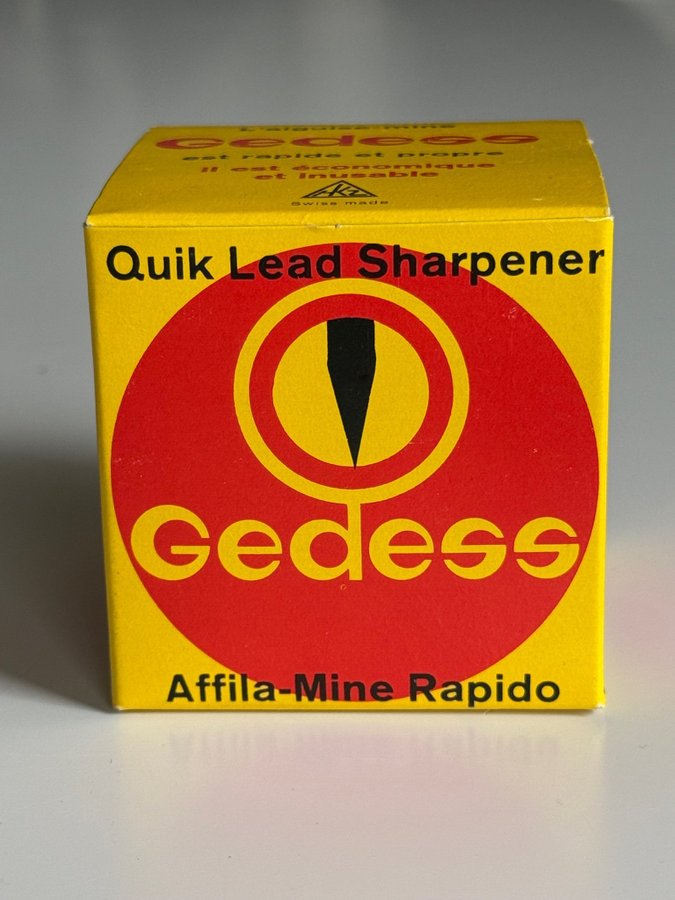 L'aiguise-mine
Gedess
est rapide et propre
il est économique
et inusable
Swiss made
Quik Lead Sharpener
Gedess
Affila-Mine Rapido